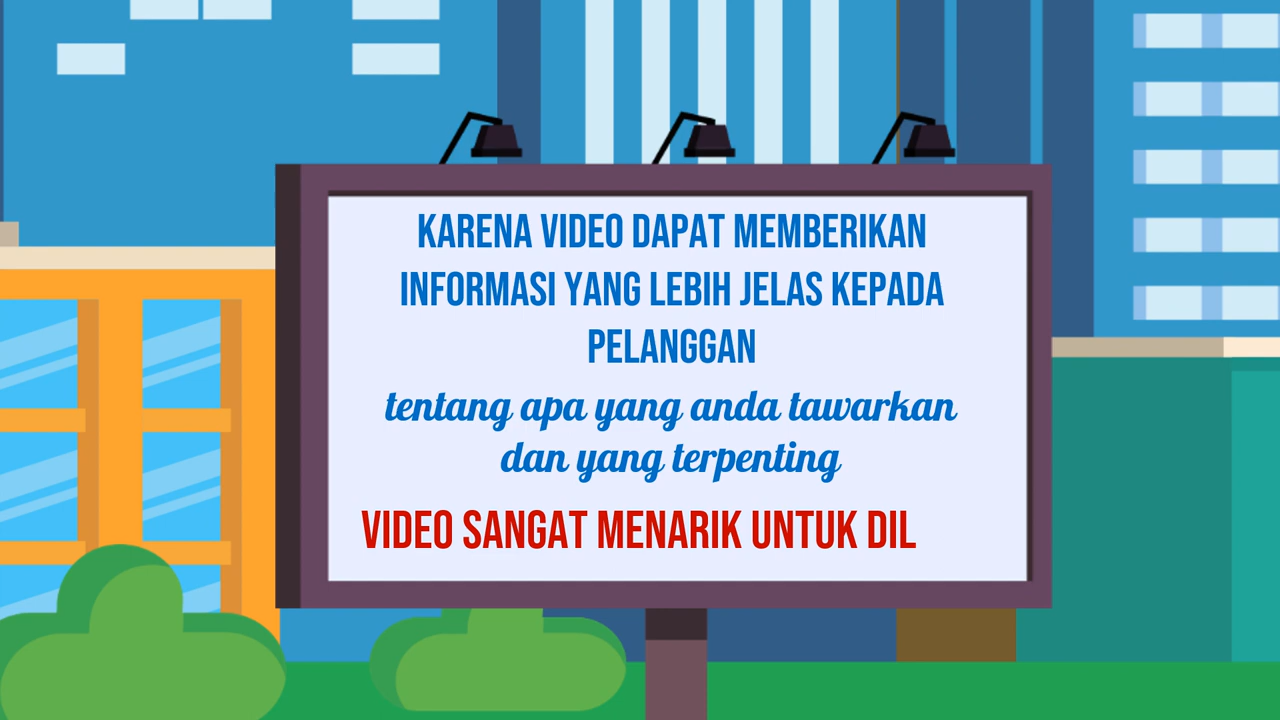 KARENA VIDEO DAPAT MEMBERIKAN
INFORMASI YANG LEBIH JELAS KEPADA
PELANGGAN
tentang apa yang anda tawarkan
dan yang terpenting
VIDEO SANGAT MENARIK UNTUK DIL